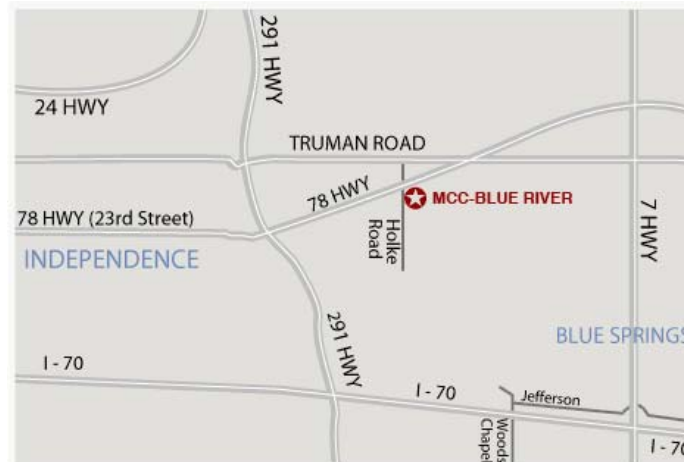 291 HWY
24 HWY
TRUMAN ROAD
78 HWY
MCC-BLUE RIVER
78 HWY (23rd Street)
Holke
Road
7 HWY
INDEPENDENCE
291 HWY
BLUE SPRINGS
I - 70
I - 70
Jefferson
Woods
Chapel
I - 70